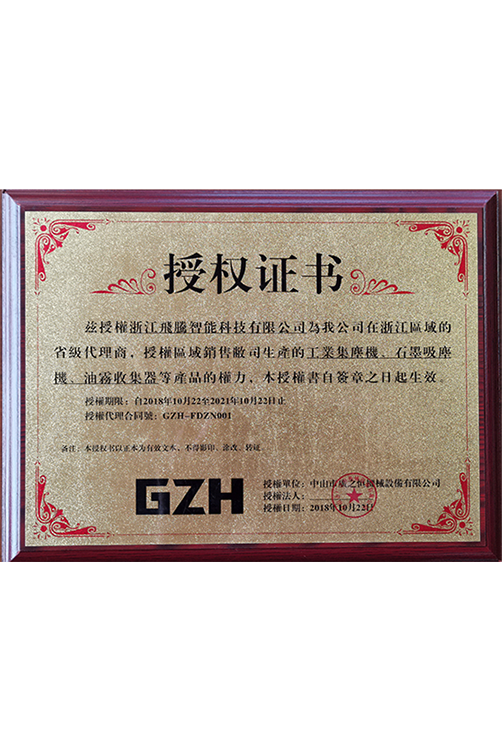 授权证书
兹授權浙江飛騰智能科技有限公司為我公司在浙江區域的
省級代理商，授權區域銷售敝司生產的工業集塵機、石墨吸塵
機、油霧收集器等產品的權力，本授權書自簽章之日起生效。
授權期限：自2018年10月22至2021年10月22日止
授權代理合同號：GZH-FDZN001
备注：本授权书以正本为有效文本，不得影印、涂改、转让。
GZH
授權單位：中山市 之恒機械設備有限公司
授權法人：
授權日期：2018年10月22日